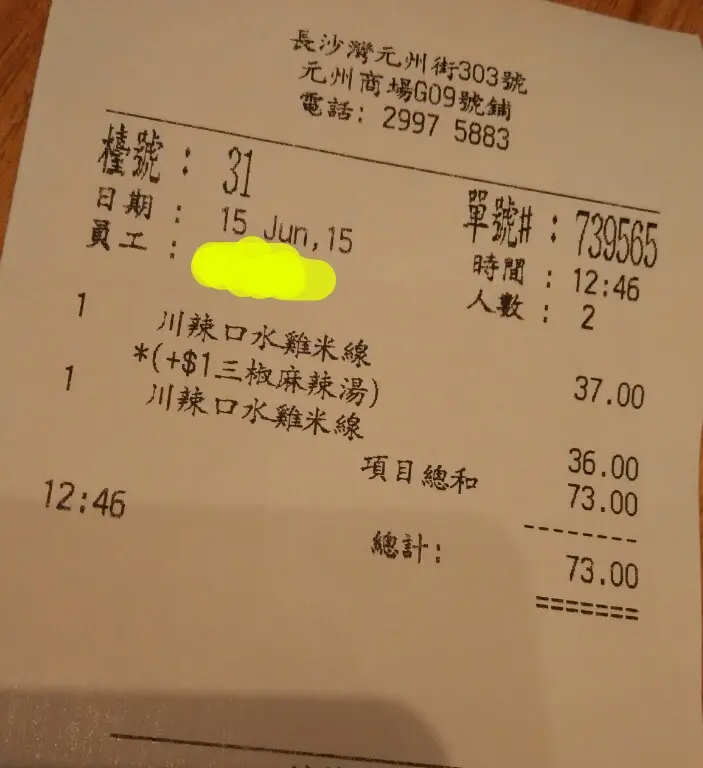 長沙灣元州街303號
元州商場G09號鋪
電話: 2997 5883
檯號 : 31 單號# : 739565
日期 : 15 Jun,15 時間 : 12:46
員工 : 人數 : 2
1 川辣口水雞米線
*(+$1三椒麻辣湯) 37.00
1 川辣口水雞米線 36.00
項目總和 73.00
--------
12:46 總計: 73.00
=======